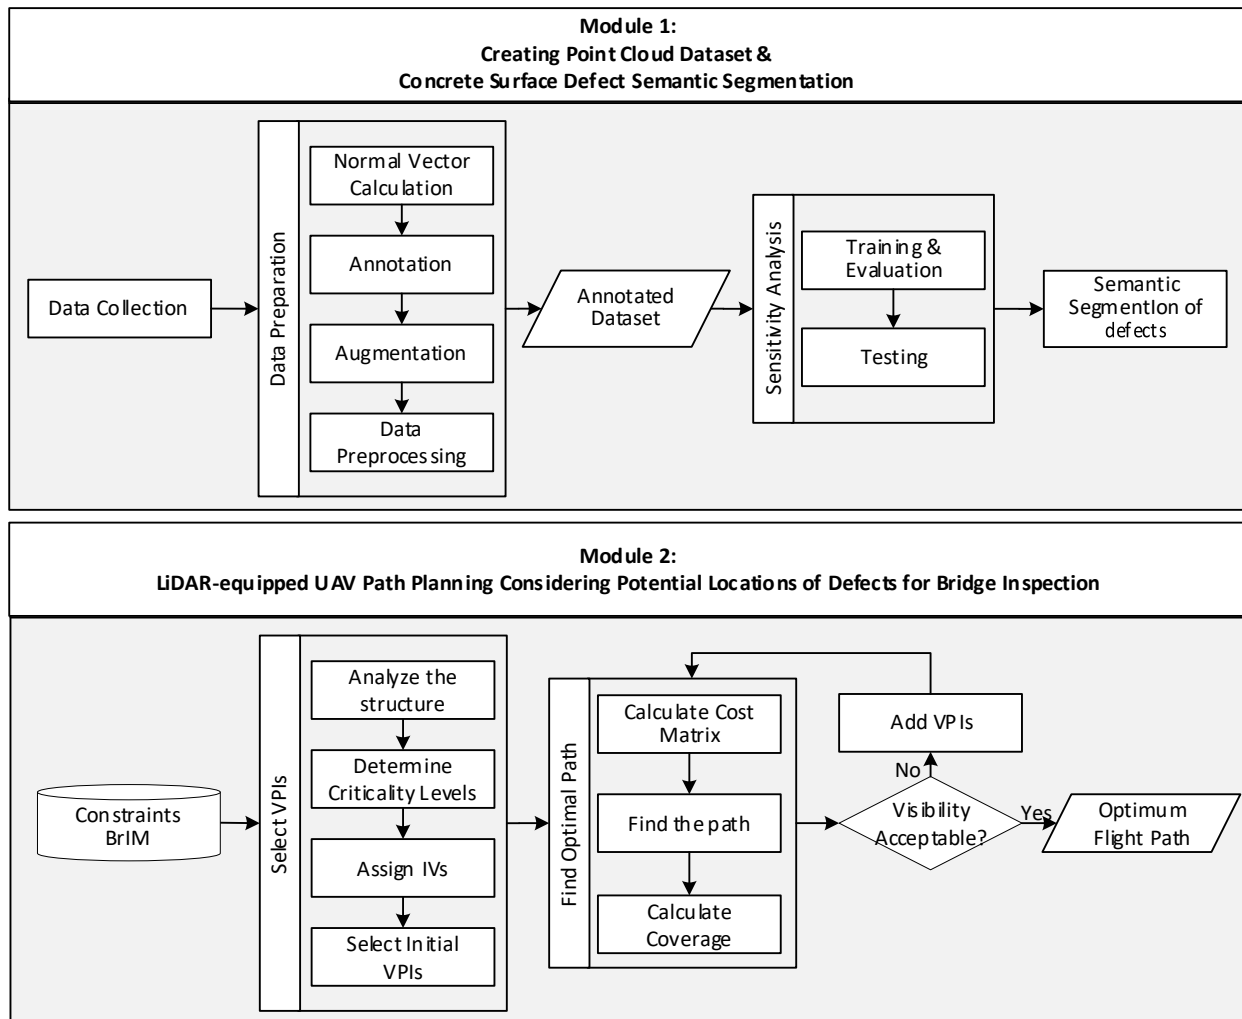 Module 1:
Creating Point Cloud Dataset &
Concrete Surface Defect Semantic Segmentation
Data Collection
Data Preparation
Normal Vector
Calculation
Annotation
Augmentation
Data
Preprocessing
Annotated
Dataset
Sensitivity Analysis
Training &
Evaluation
Testing
Semantic
SegmentIon of
defects
Module 2:
LiDAR-equipped UAV Path Planning Considering Potential Locations of Defects for Bridge Inspection
Constraints
BrIM
Select VPIs
Analyze the
structure
Determine
Criticality Levels
Assign IVs
Select Initial
VPIs
Find Optimal Path
Calculate Cost
Matrix
Find the path
Calculate
Coverage
Add VPIs
No
Visibility
Acceptable?
Yes
Optimum
Flight Path